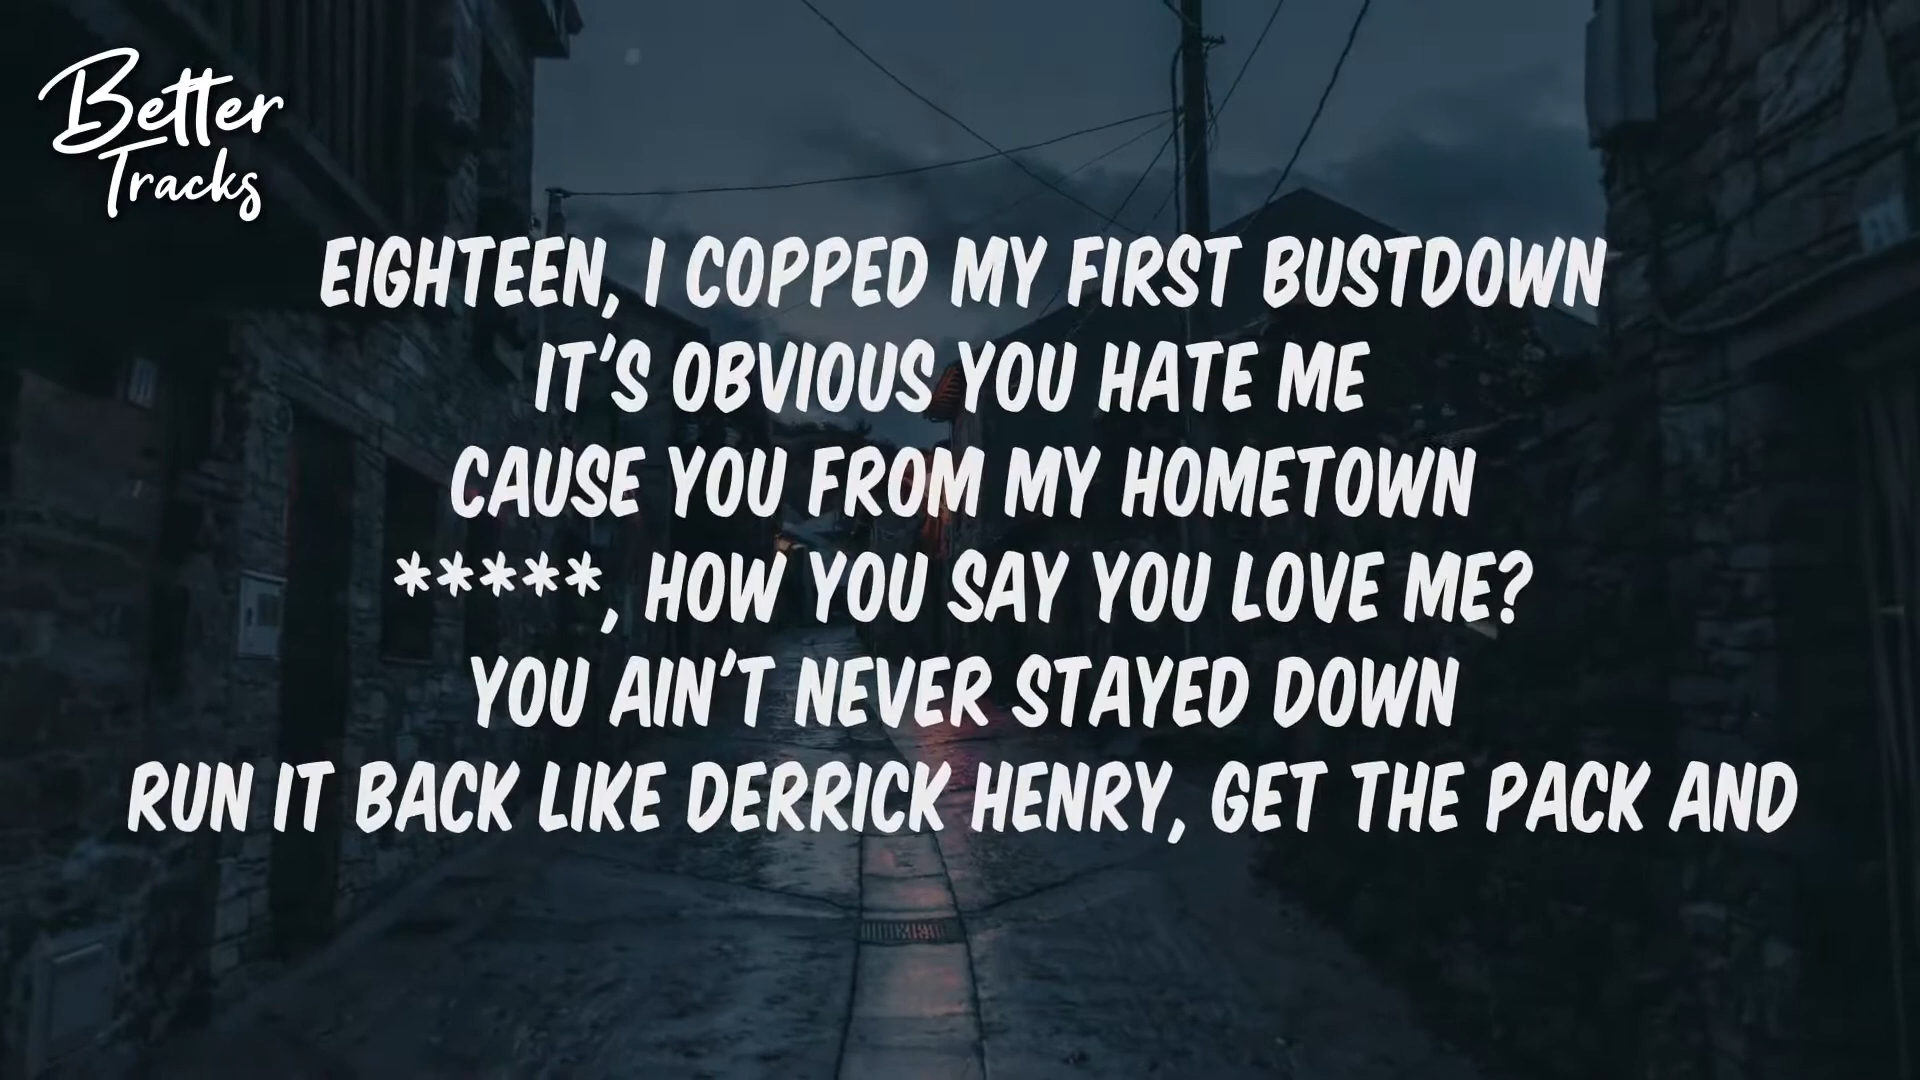 Better
Tracks
EIGHTEEN, I COPPED MY FIRST BUSTDOWN
IT'S OBVIOUS YOU HATE ME
CAUSE YOU FROM MY HOMETOWN
*****, HOW YOU SAY YOU LOVE ME?
YOU AIN'T NEVER STAYED DOWN
RUN IT BACK LIKE DERRICK HENRY, GET THE PACK AND